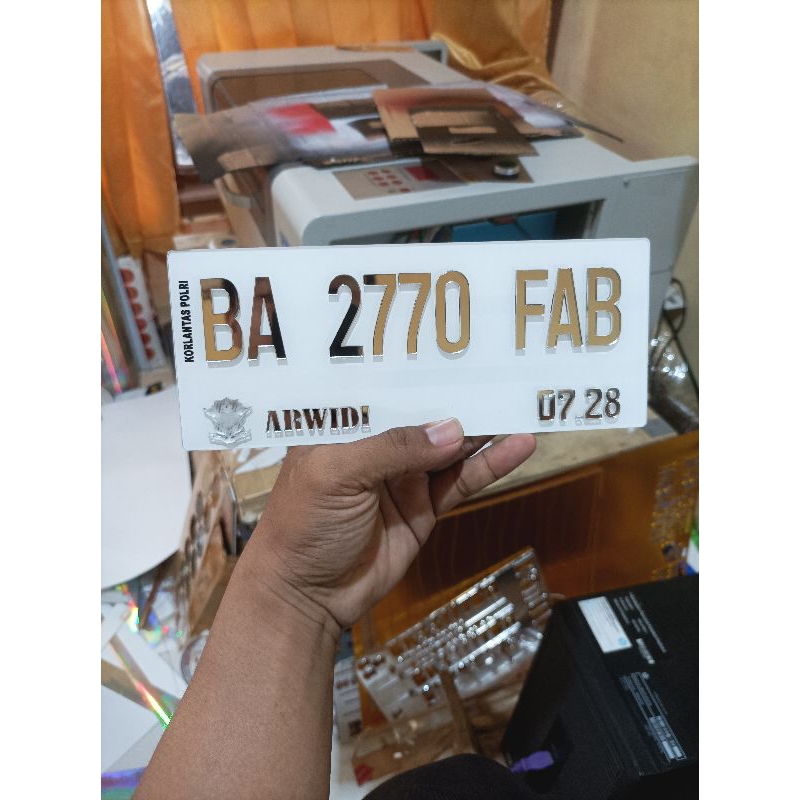 KORLANTAS POLRI
BA 2770 FAB
ARWIDI
07.28